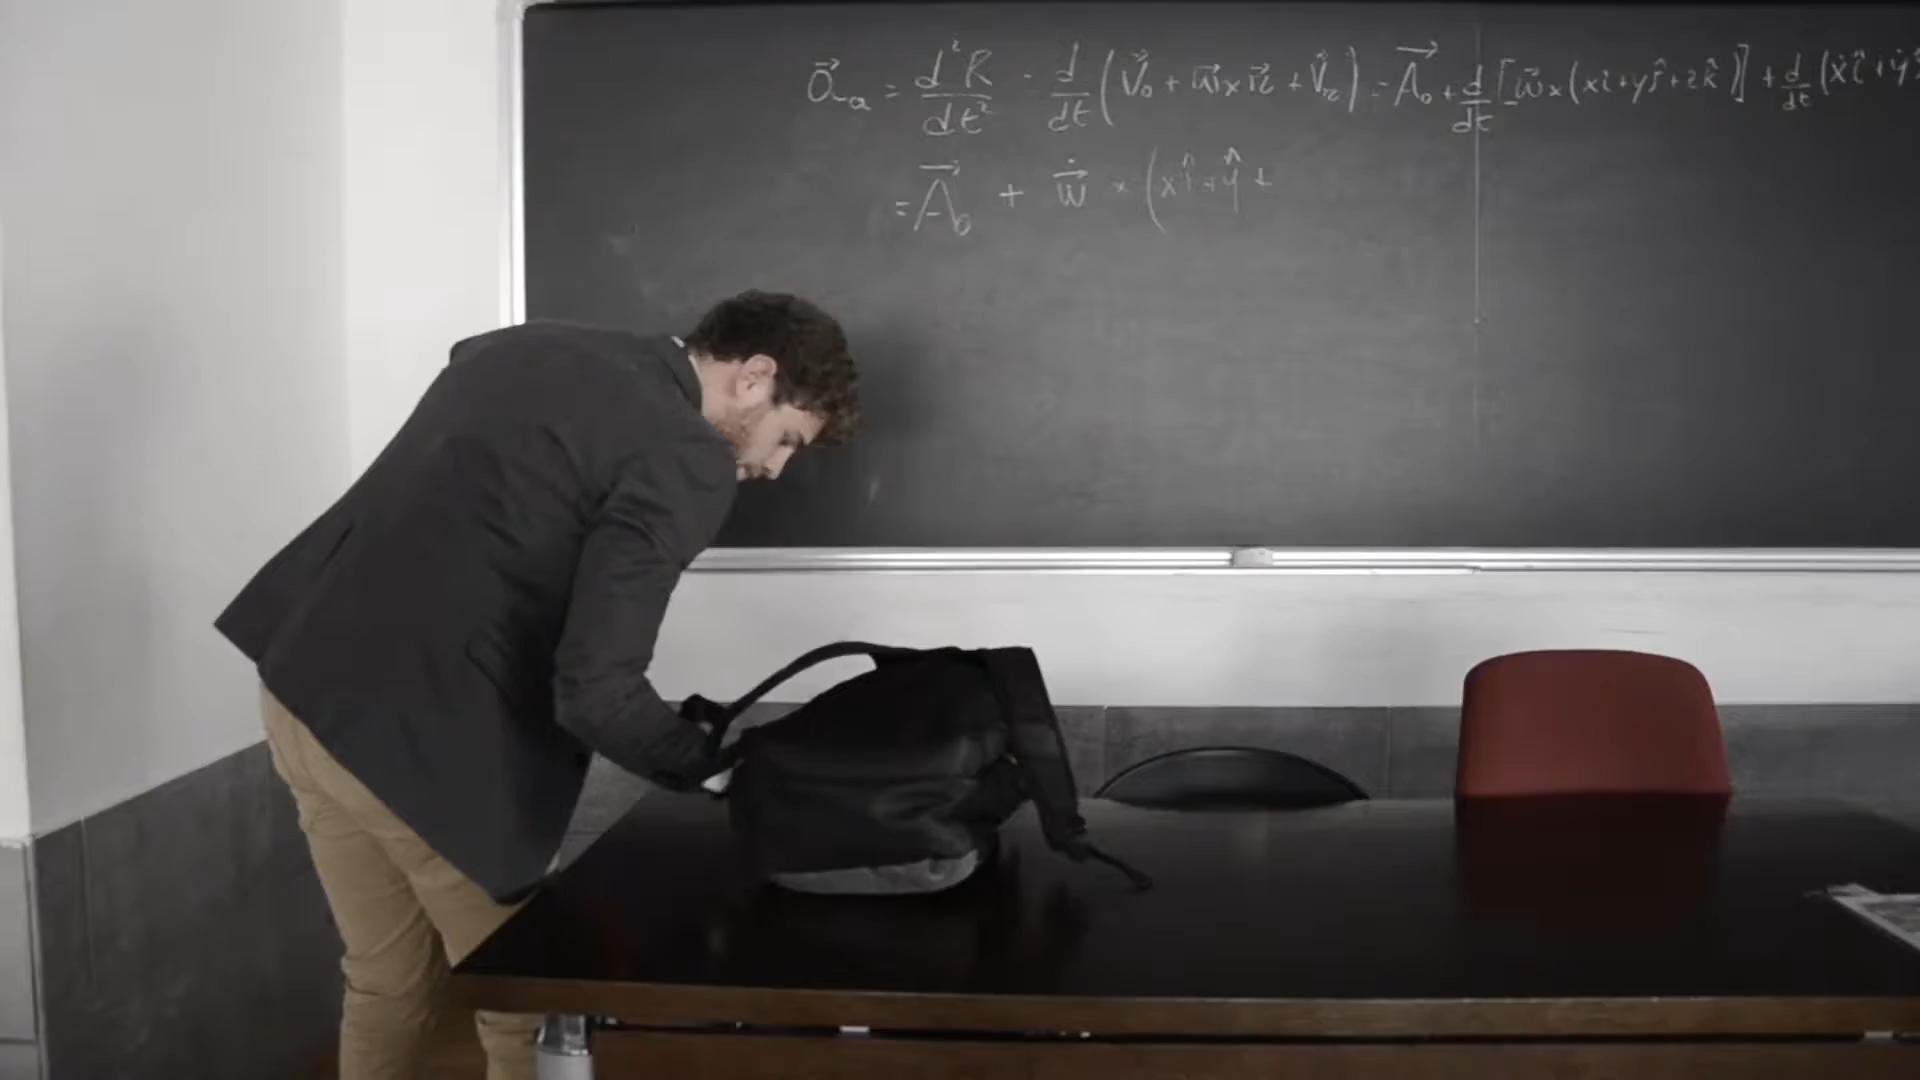 a⃗ₐ = d²R/dt² = d/dt (V⃗₀ + w⃗ × r⃗ + V⃗ᵣ) = A⃗₀ + d/dt [w⃗ × (xî + yĵ + zk̂)] + d/dt (ẋî + ẏ
= A⃗₀ + ẇ⃗ × (xî + ŷ +